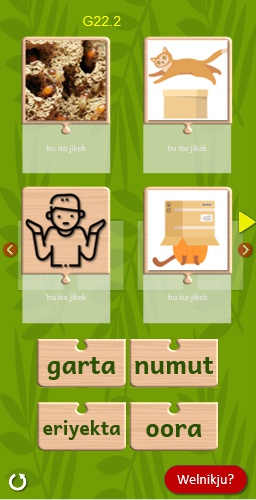 G22.2
bu ita jikek
bu ita jikek
bu ita jikek
bu ita jikek
garta
numut
eriyekta
oora
Welnikju?